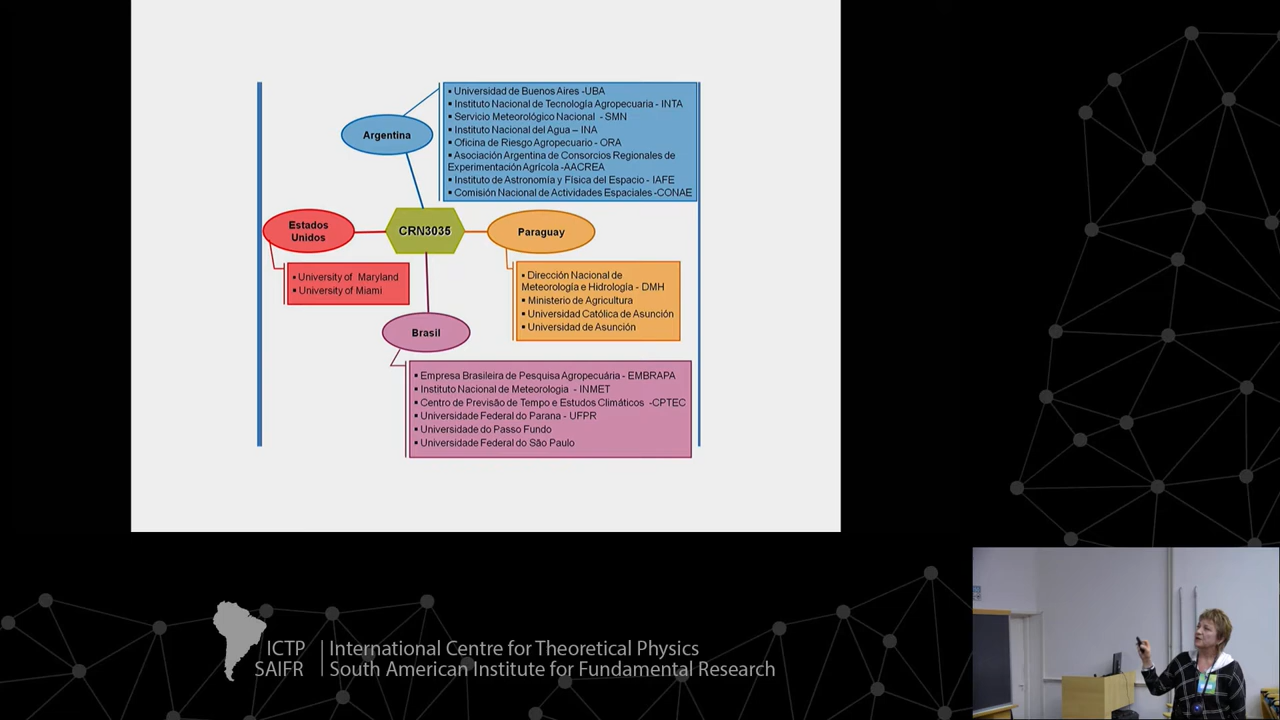 Argentina
▪ Universidad de Buenos Aires -UBA
▪ Instituto Nacional de Tecnología Agropecuaria - INTA
▪ Servicio Meteorológico Nacional - SMN
▪ Instituto Nacional del Agua – INA
▪ Oficina de Riesgo Agropecuario - ORA
▪ Asociación Argentina de Consorcios Regionales de
Experimentación Agrícola -AACREA
▪ Instituto de Astronomía y Física del Espacio - IAFE
▪ Comisión Nacional de Actividades Espaciales -CONAE
Estados
Unidos
CRN3035
Paraguay
▪ University of Maryland
▪ University of Miami
▪ Dirección Nacional de
Meteorología e Hidrología - DMH
▪ Ministerio de Agricultura
▪ Universidad Católica de Asunción
▪ Universidad de Asunción
Brasil
▪ Empresa Brasileira de Pesquisa Agropecuária - EMBRAPA
▪ Instituto Nacional de Meteorologia - INMET
▪ Centro de Previsão de Tempo e Estudos Climáticos -CPTEC
▪ Universidade Federal do Parana - UFPR
▪ Universidade do Passo Fundo
▪ Universidade Federal do São Paulo
ICTP
SAIFR
International Centre for Theoretical Physics
South American Institute for Fundamental Research